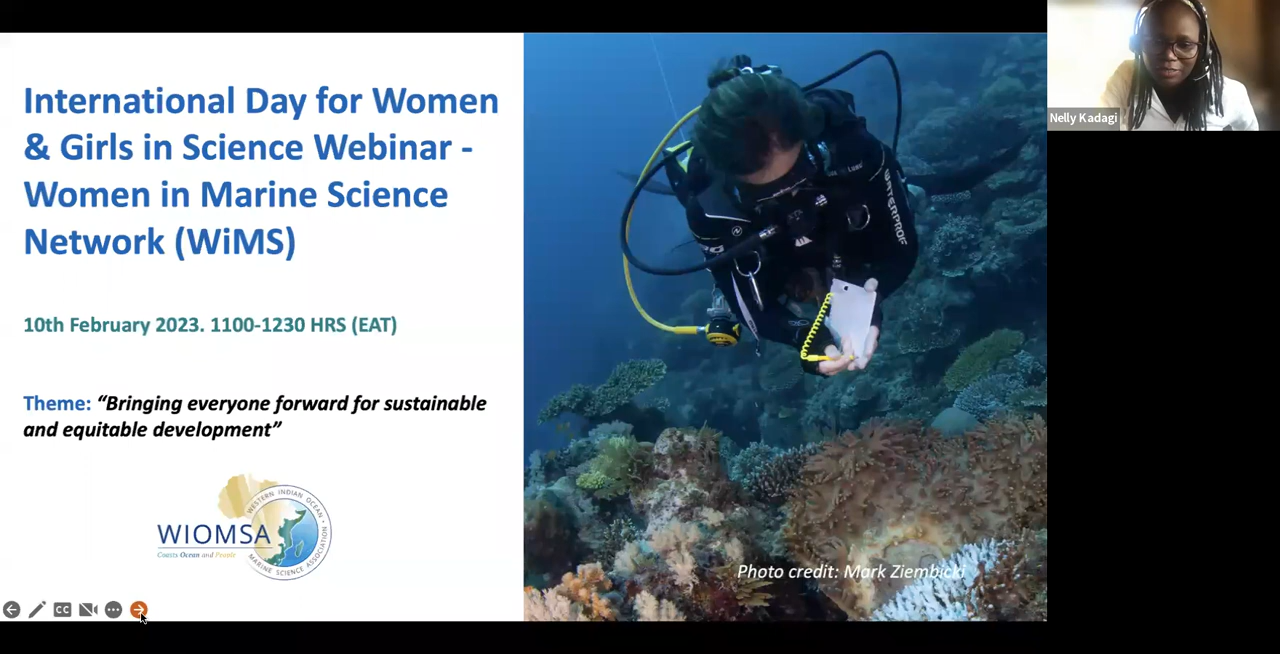 International Day for Women
& Girls in Science Webinar -
Women in Marine Science
Network (WiMS)
10th February 2023. 1100-1230 HRS (EAT)
Theme: “Bringing everyone forward for sustainable
and equitable development”
WIOMSA
Coasts Ocean and People
WESTERN INDIAN OCEAN •
MARINE SCIENCE ASSOCIATION
WATERPROOF
Photo credit: Mark Ziembicki
Nelly Kadagi
CC